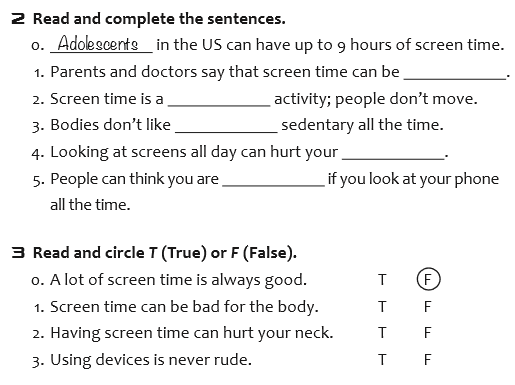 2 Read and complete the sentences.
0. Adolescents in the US can have up to 9 hours of screen time.
1. Parents and doctors say that screen time can be ____________.
2. Screen time is a ____________ activity; people don't move.
3. Bodies don't like ____________ sedentary all the time.
4. Looking at screens all day can hurt your ____________.
5. People can think you are ____________ if you look at your phone
all the time.
3 Read and circle T (True) or F (False).
0. A lot of screen time is always good. T F
1. Screen time can be bad for the body. T F
2. Having screen time can hurt your neck. T F
3. Using devices is never rude. T F